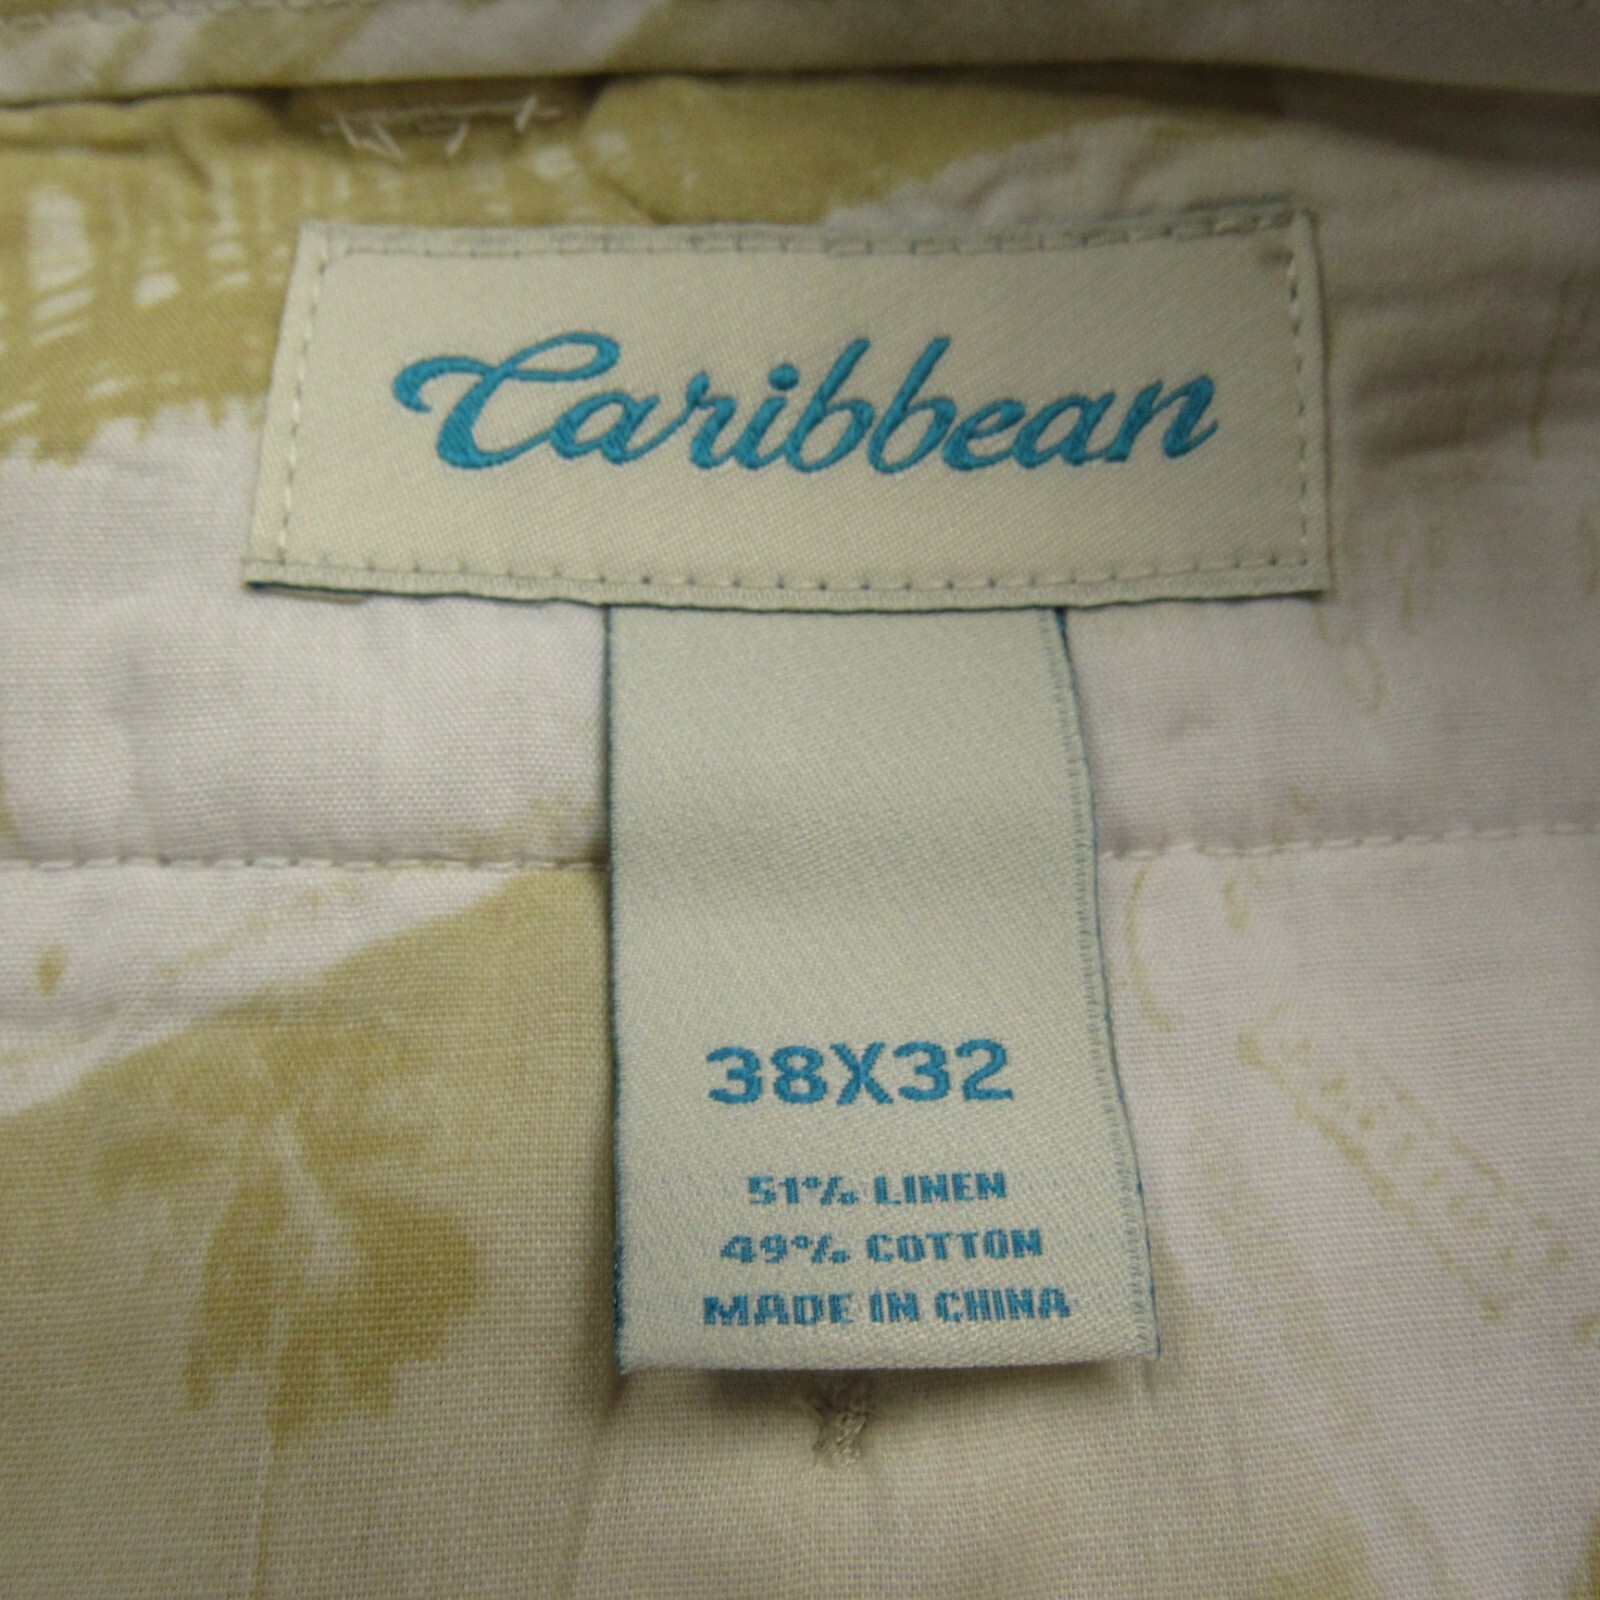 Caribbean
38X32
51% LINEN
49% COTTON
MADE IN CHINA